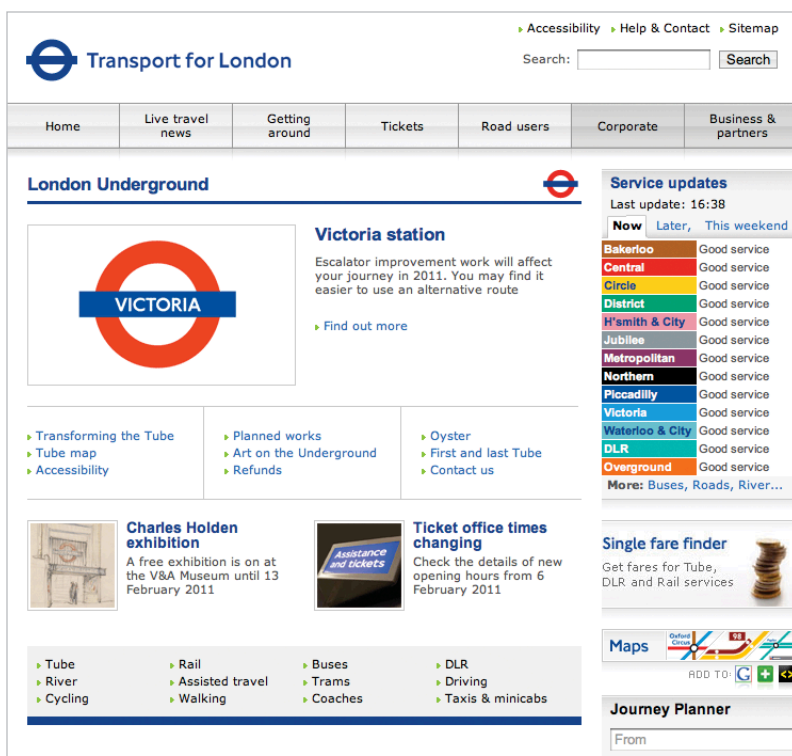 Accessibility Help & Contact Sitemap
Transport for London
Search: Search
Home Live travel news Getting around Tickets Road users Corporate Business & partners
London Underground
VICTORIA
Victoria station
Escalator improvement work will affect
your journey in 2011. You may find it
easier to use an alternative route
Find out more
Transforming the Tube
Tube map
Accessibility
Planned works
Art on the Underground
Refunds
Oyster
First and last Tube
Contact us
Charles Holden
exhibition
A free exhibition is on at
the V&A Museum until 13
February 2011
Assistance
and tickets
Ticket office times
changing
Check the details of new
opening hours from 6
February 2011
Tube
River
Cycling
Rail
Assisted travel
Walking
Buses
Trams
Coaches
DLR
Driving
Taxis & minicabs
Service updates
Last update: 16:38
Now Later, This weekend
Bakerloo Good service
Central Good service
Circle Good service
District Good service
H'smith & City Good service
Jubilee Good service
Metropolitan Good service
Northern Good service
Piccadilly Good service
Victoria Good service
Waterloo & City Good service
DLR Good service
Overground Good service
More: Buses, Roads, River...
Single fare finder
Get fares for Tube,
DLR and Rail services
Maps
Oxford
Circus
98
ADD TO: G + <>
Journey Planner
From